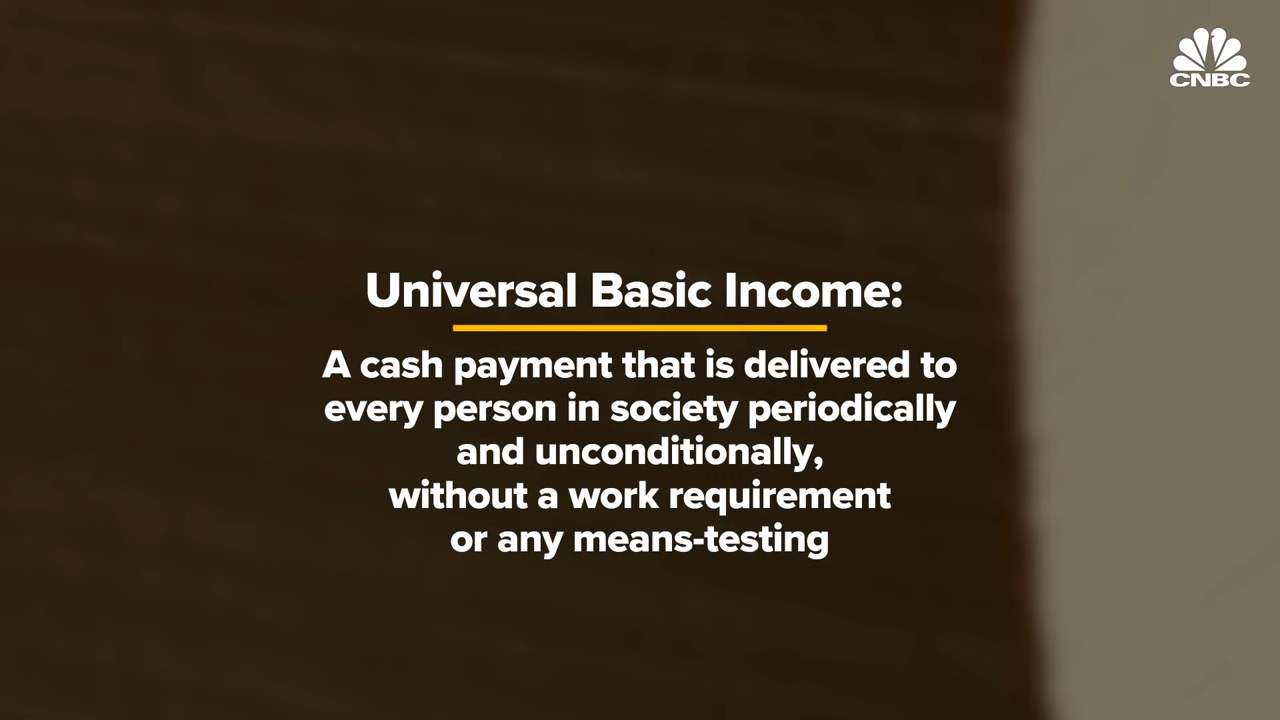 CNBC
Universal Basic Income:
A cash payment that is delivered to
every person in society periodically
and unconditionally,
without a work requirement
or any means-testing